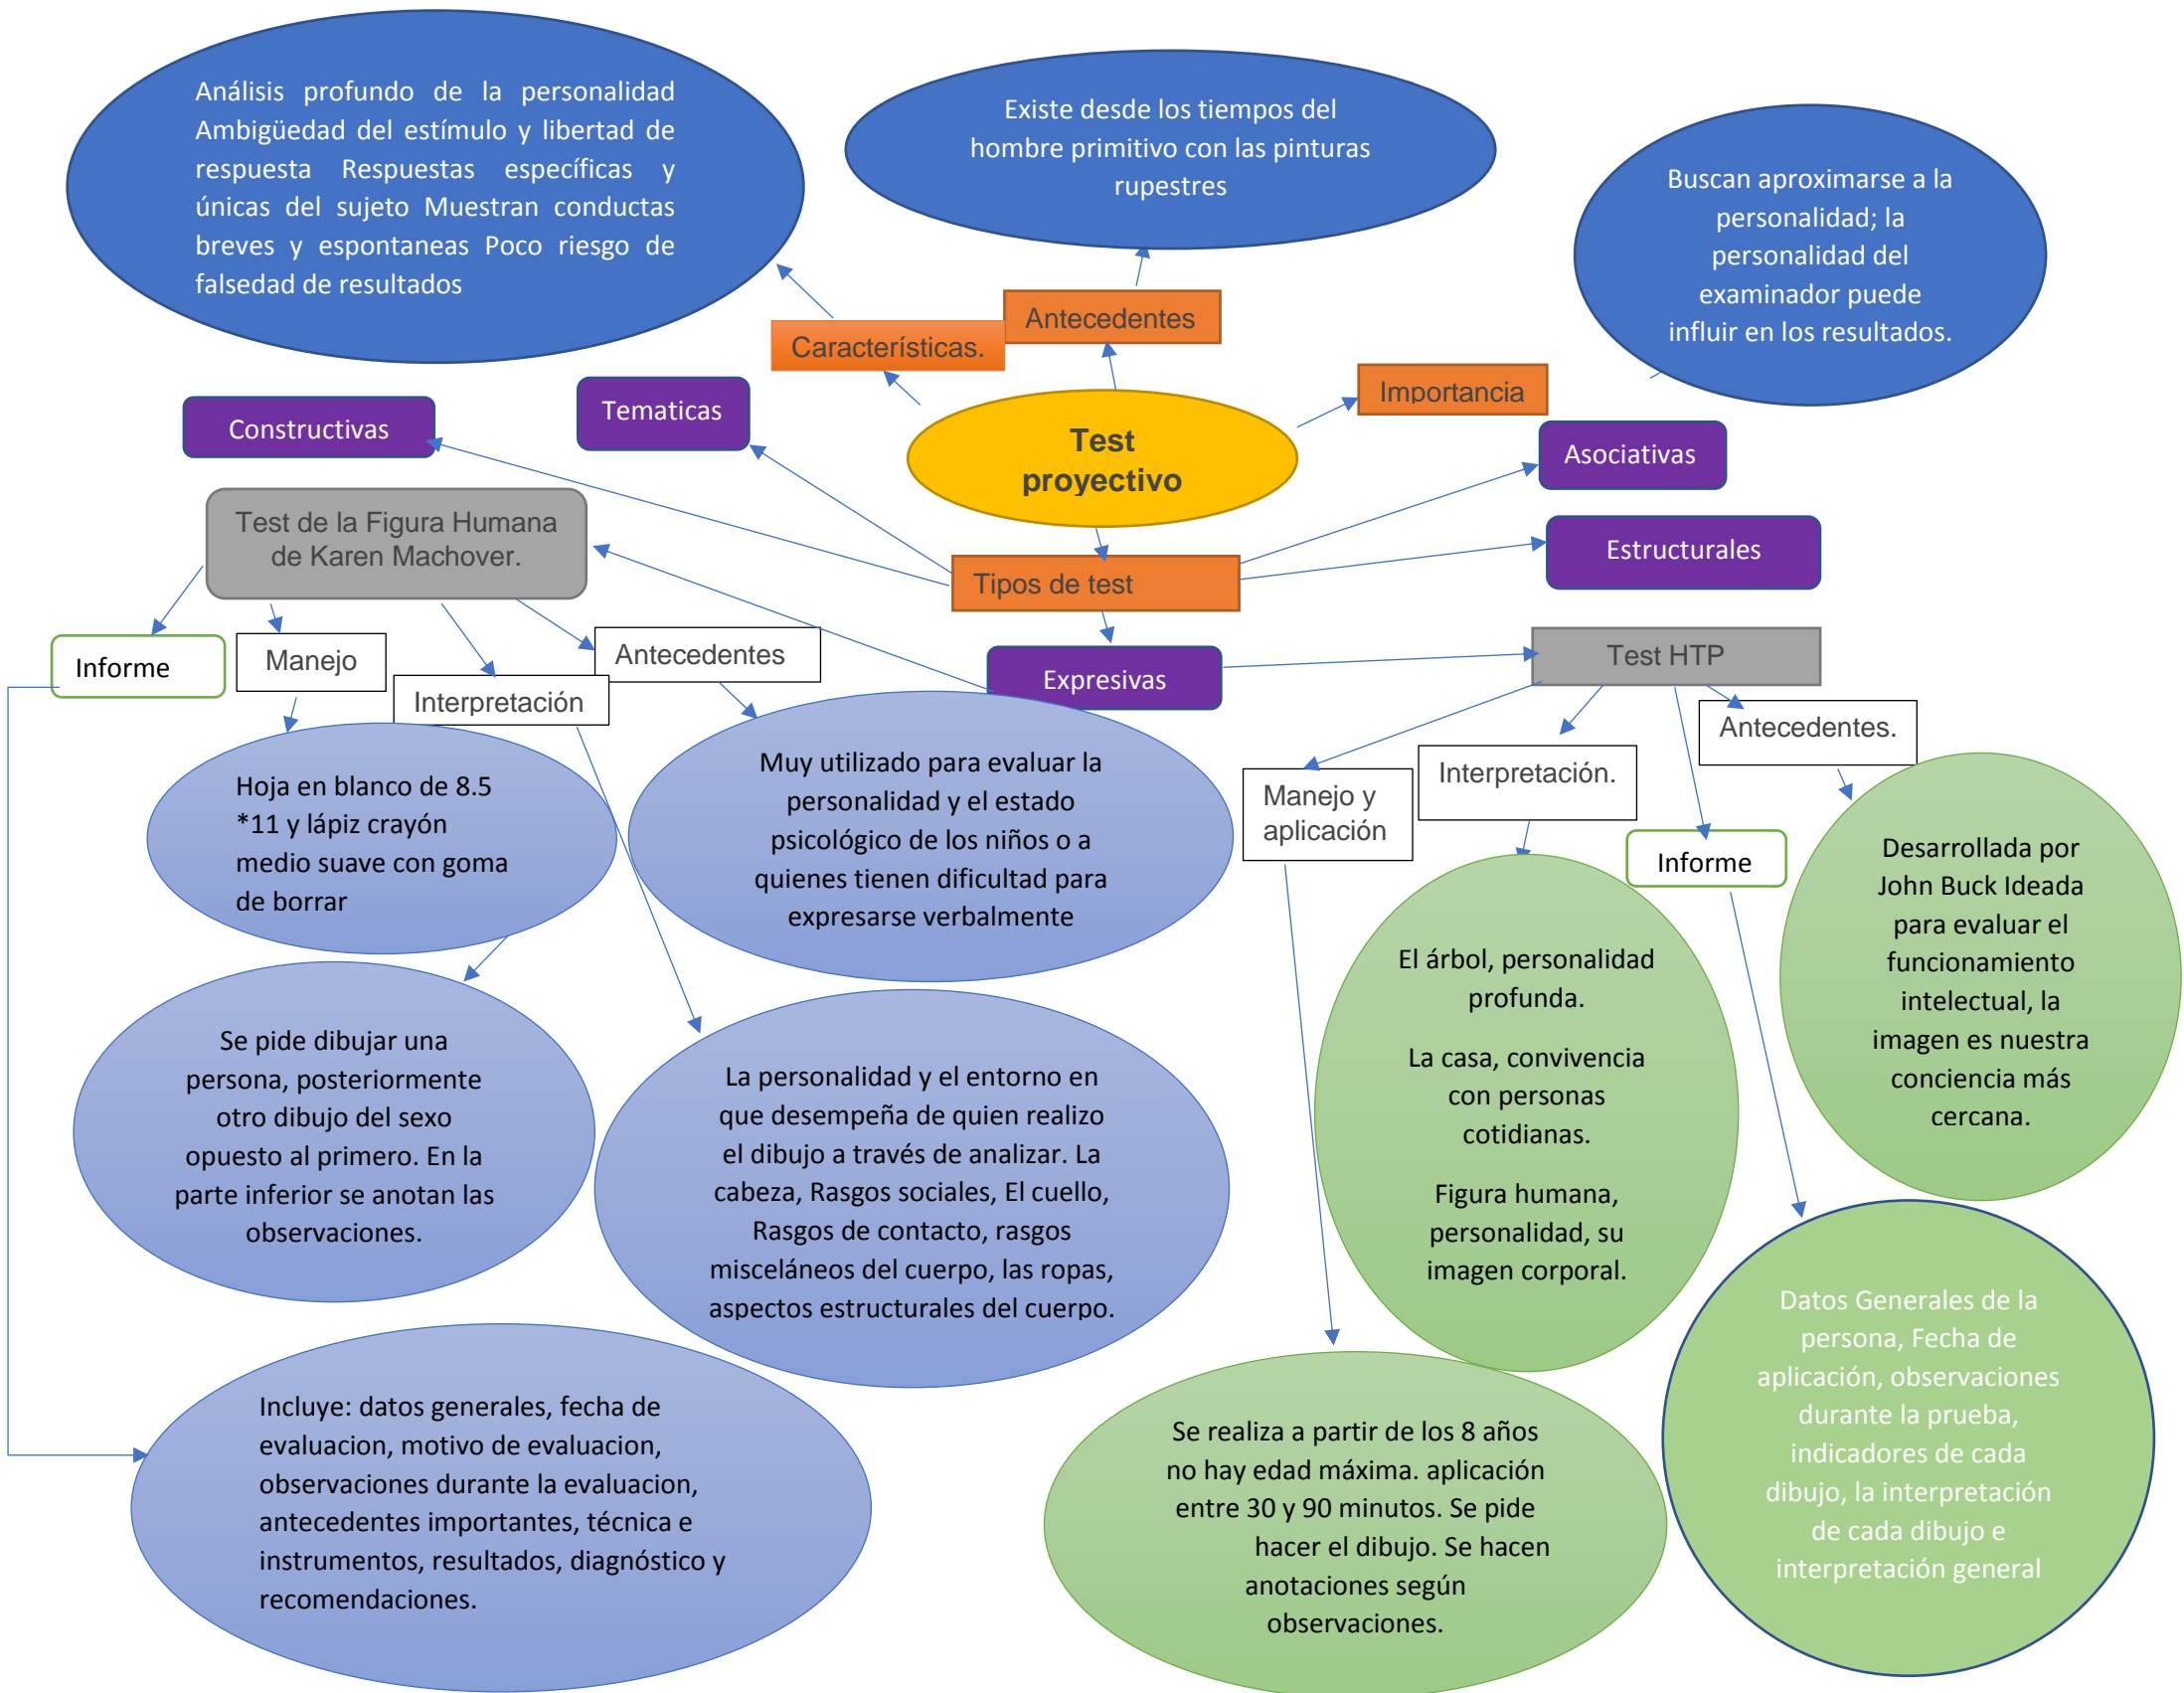 Análisis profundo de la personalidad
Ambigüedad del estímulo y libertad de
respuesta Respuestas específicas y
únicas del sujeto Muestran conductas
breves y espontaneas Poco riesgo de
falsedad de resultados
Existe desde los tiempos del
hombre primitivo con las pinturas
rupestres
Buscan aproximarse a la
personalidad; la
personalidad del
examinador puede
influir en los resultados.
Antecedentes
Características.
Importancia
Tematicas
Constructivas
Test
proyectivo
Asociativas
Estructurales
Test de la Figura Humana
de Karen Machover.
Tipos de test
Informe
Manejo
Interpretación
Antecedentes
Expresivas
Test HTP
Antecedentes.
Interpretación.
Manejo y
aplicación
Informe
Hoja en blanco de 8.5
*11 y lápiz crayón
medio suave con goma
de borrar
Muy utilizado para evaluar la
personalidad y el estado
psicológico de los niños o a
quienes tienen dificultad para
expresarse verbalmente
Desarrollada por
John Buck Ideada
para evaluar el
funcionamiento
intelectual, la
imagen es nuestra
conciencia más
cercana.
El árbol, personalidad
profunda.
La casa, convivencia
con personas
cotidianas.
Figura humana,
personalidad, su
imagen corporal.
Se pide dibujar una
persona, posteriormente
otro dibujo del sexo
opuesto al primero. En la
parte inferior se anotan las
observaciones.
La personalidad y el entorno en
que desempeña de quien realizo
el dibujo a través de analizar. La
cabeza, Rasgos sociales, El cuello,
Rasgos de contacto, rasgos
misceláneos del cuerpo, las ropas,
aspectos estructurales del cuerpo.
Datos Generales de la
persona, Fecha de
aplicación, observaciones
durante la prueba,
indicadores de cada
dibujo, la interpretación
de cada dibujo e
interpretación general
Incluye: datos generales, fecha de
evaluacion, motivo de evaluacion,
observaciones durante la evaluacion,
antecedentes importantes, técnica e
instrumentos, resultados, diagnóstico y
recomendaciones.
Se realiza a partir de los 8 años
no hay edad máxima. aplicación
entre 30 y 90 minutos. Se pide
hacer el dibujo. Se hacen
anotaciones según
observaciones.